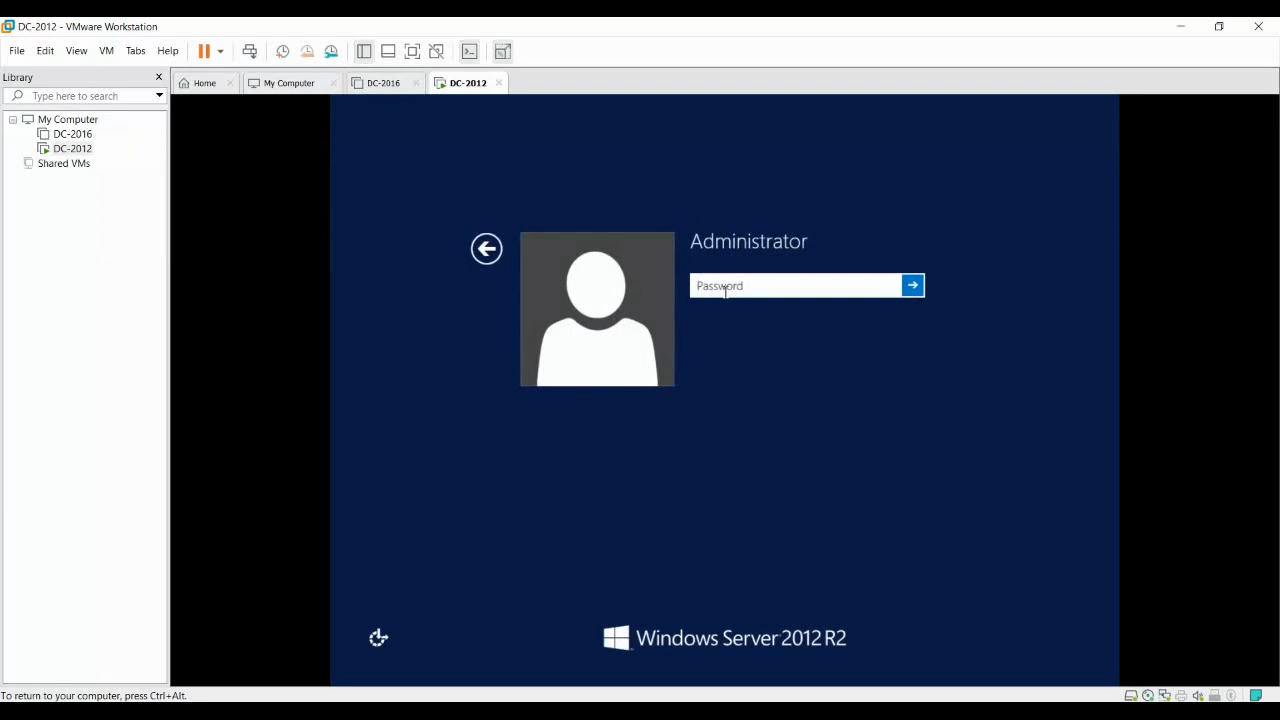 DC-2012 - VMware Workstation
File Edit View VM Tabs Help
Library
Type here to search
Home
My Computer
DC-2016
DC-2012
My Computer
DC-2016
DC-2012
Shared VMs
Administrator
Password
Windows Server 2012 R2
To return to your computer, press Ctrl+Alt.